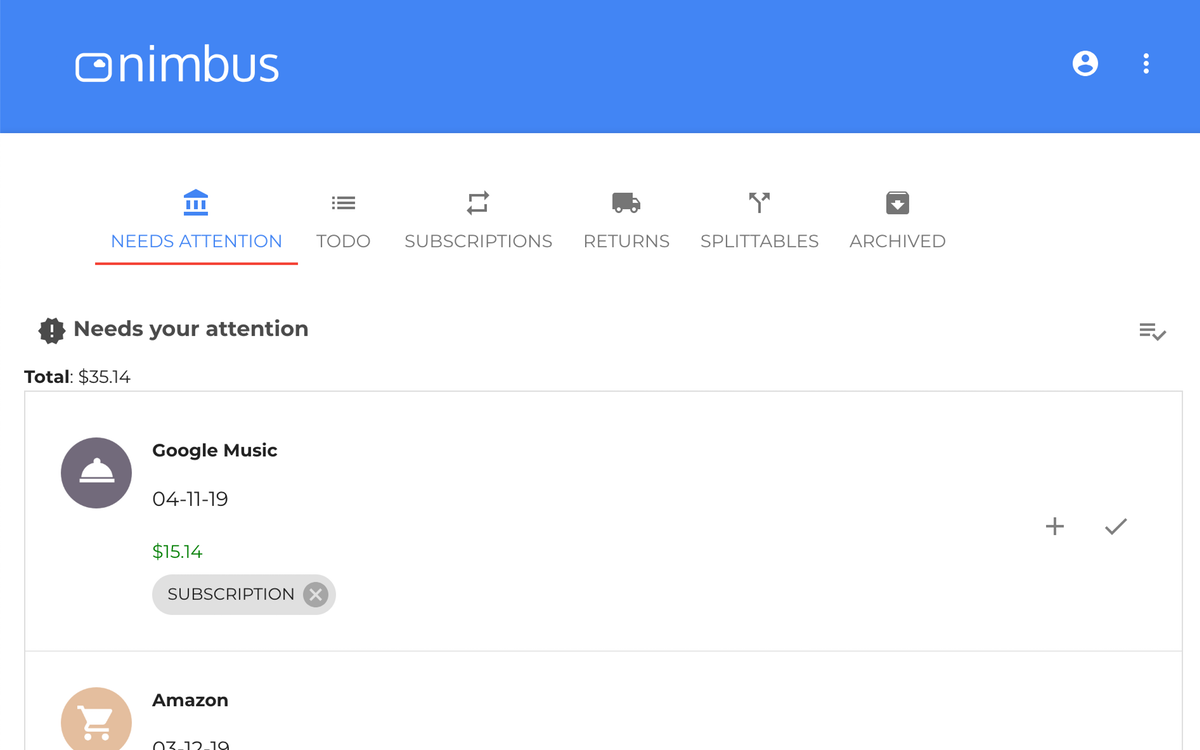 nimbus
NEEDS ATTENTION TODO SUBSCRIPTIONS RETURNS SPLITTABLES ARCHIVED
Needs your attention
Total: $35.14
Google Music
04-11-19
$15.14
SUBSCRIPTION
Amazon
03-12-19